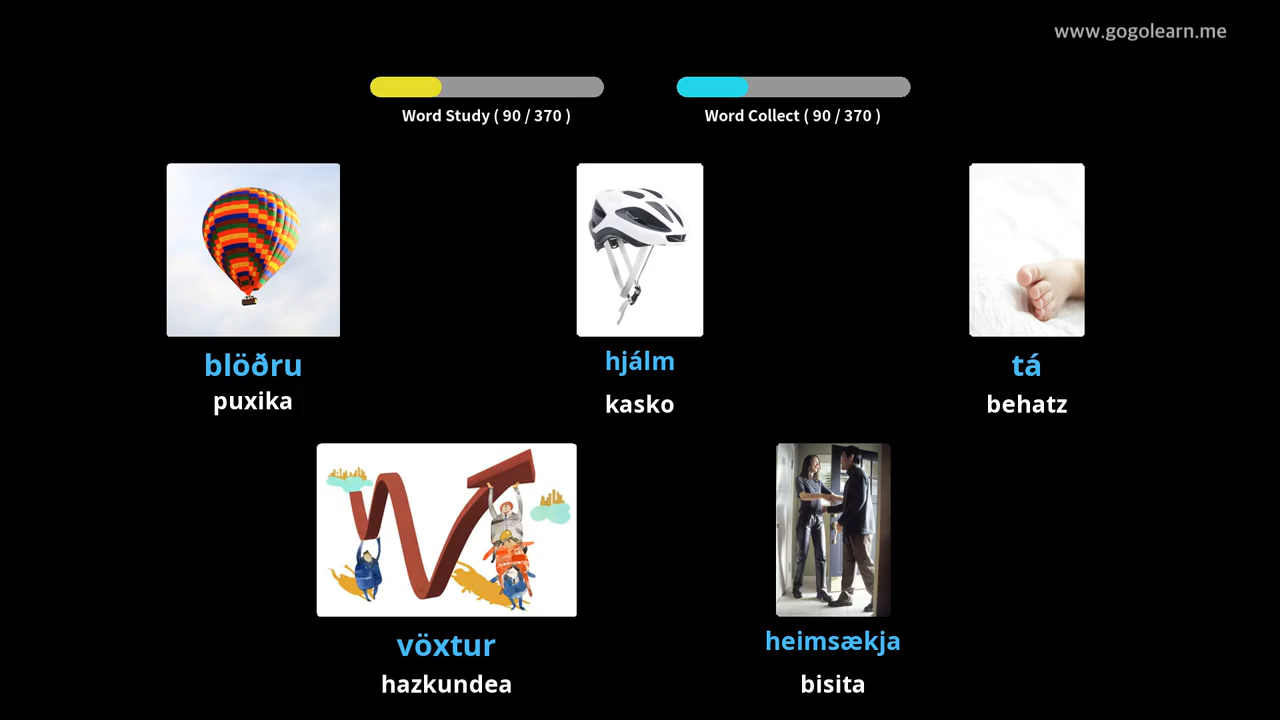 www.gogolearn.me
Word Study ( 90 / 370 )
Word Collect ( 90 / 370 )
blöðru
puxika
hjálm
kasko
tá
behatz
vöxtur
hazkundea
heimsækja
bisita